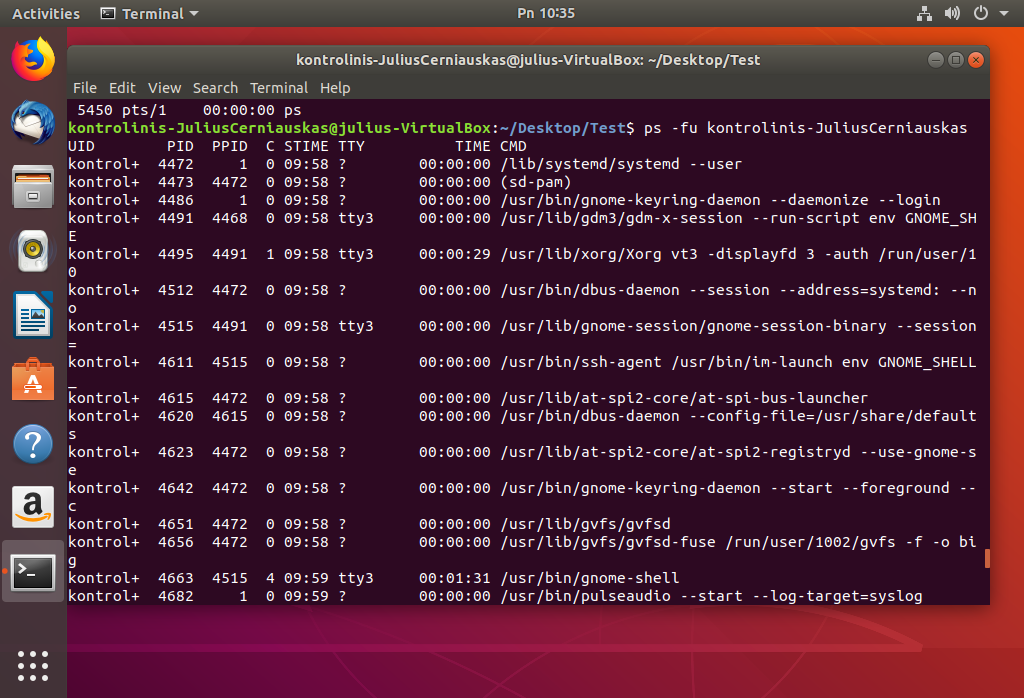 Activities Terminal Pn 10:35
kontrolinis-JuliusCerniauskas@julius-VirtualBox: ~/Desktop/Test
File Edit View Search Terminal Help
5450 pts/1    00:00:00 ps
kontrolinis-JuliusCerniauskas@julius-VirtualBox:~/Desktop/Test$ ps -fu kontrolinis-JuliusCerniauskas
UID        PID  PPID  C STIME TTY          TIME CMD
kontrol+  4472     1  0 09:58 ?        00:00:00 /lib/systemd/systemd --user
kontrol+  4473  4472  0 09:58 ?        00:00:00 (sd-pam)
kontrol+  4486     1  0 09:58 ?        00:00:00 /usr/bin/gnome-keyring-daemon --daemonize --login
kontrol+  4491  4468  0 09:58 tty3     00:00:00 /usr/lib/gdm3/gdm-x-session --run-script env GNOME_SH
E
kontrol+  4495  4491  1 09:58 tty3     00:00:29 /usr/lib/xorg/Xorg vt3 -displayfd 3 -auth /run/user/1
0
kontrol+  4512  4472  0 09:58 ?        00:00:00 /usr/bin/dbus-daemon --session --address=systemd: --n
o
kontrol+  4515  4491  0 09:58 tty3     00:00:00 /usr/lib/gnome-session/gnome-session-binary --session
=
kontrol+  4611  4515  0 09:58 ?        00:00:00 /usr/bin/ssh-agent /usr/bin/im-launch env GNOME_SHELL
_
kontrol+  4615  4472  0 09:58 ?        00:00:00 /usr/lib/at-spi2-core/at-spi-bus-launcher
kontrol+  4620  4615  0 09:58 ?        00:00:00 /usr/bin/dbus-daemon --config-file=/usr/share/default
s
kontrol+  4623  4472  0 09:58 ?        00:00:00 /usr/lib/at-spi2-core/at-spi2-registryd --use-gnome-s
e
kontrol+  4642  4472  0 09:58 ?        00:00:00 /usr/bin/gnome-keyring-daemon --start --foreground --
c
kontrol+  4651  4472  0 09:58 ?        00:00:00 /usr/lib/gvfs/gvfsd
kontrol+  4656  4472  0 09:58 ?        00:00:00 /usr/lib/gvfs/gvfsd-fuse /run/user/1002/gvfs -f -o bi
g
kontrol+  4663  4515  4 09:59 tty3     00:01:31 /usr/bin/gnome-shell
kontrol+  4682     1  0 09:59 ?        00:00:00 /usr/bin/pulseaudio --start --log-target=syslog